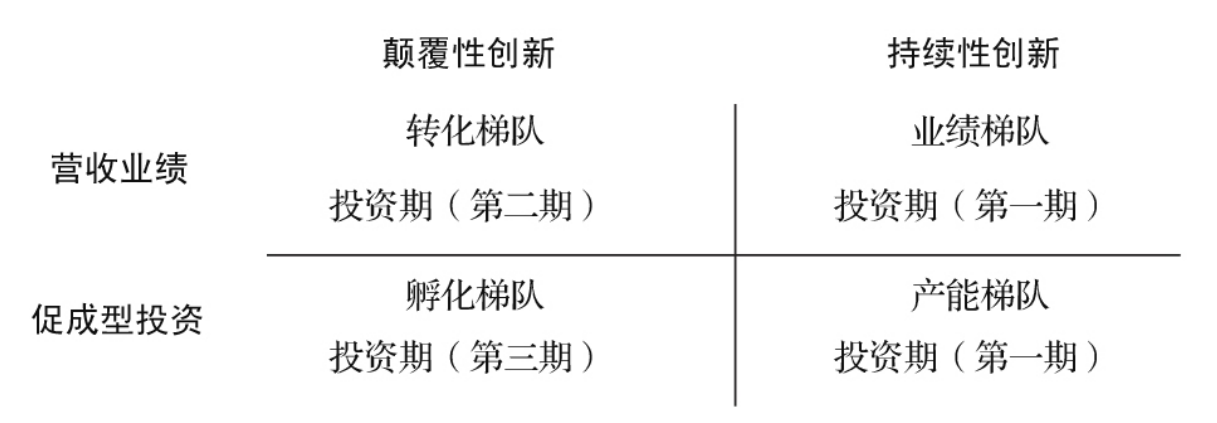 颠覆性创新 持续性创新
营收业绩
转化梯队 业绩梯队
投资期（第二期） 投资期（第一期）
促成型投资
孵化梯队 产能梯队
投资期（第三期） 投资期（第一期）